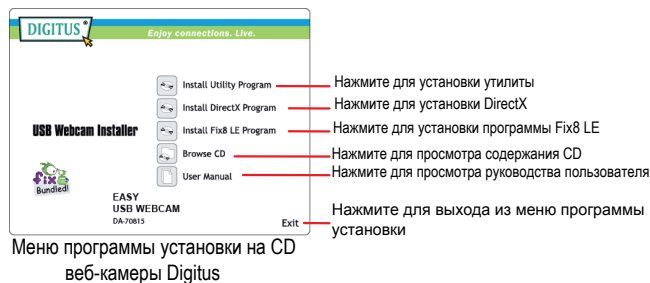 DIGITUS
Enjoy connections. Live.
Install Utility Program
Нажмите для установки утилиты
Install DirectX Program
Нажмите для установки DirectX
USB Webcam Installer
Install Fix8 LE Program
Нажмите для установки программы Fix8 LE
Browse CD
Нажмите для просмотра содержания CD
User Manual
Нажмите для просмотра руководства пользователя
fix8
Bundled!
EASY
USB WEBCAM
DA-70815
Exit
Нажмите для выхода из меню программы
установки
Меню программы установки на CD
веб-камеры Digitus